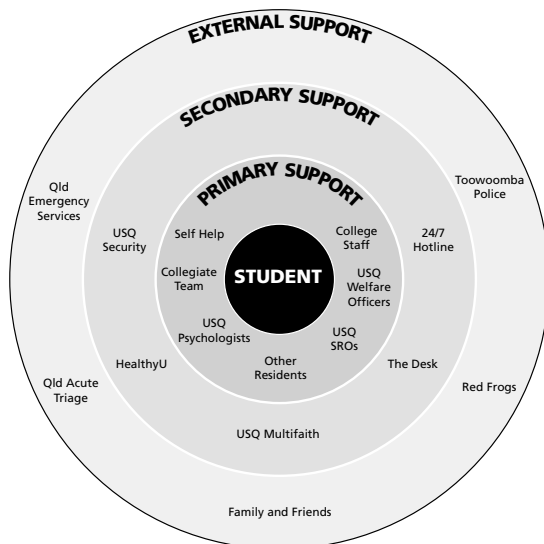 EXTERNAL SUPPORT
SECONDARY SUPPORT
PRIMARY SUPPORT
STUDENT
Self Help
Collegiate
Team
USQ
Psychologists
Other
Residents
USQ
SROs
USQ
Welfare
Officers
College
Staff
USQ
Security
HealthyU
USQ Multifaith
The Desk
24/7
Hotline
Qld
Emergency
Services
Qld Acute
Triage
Family and Friends
Red Frogs
Toowoomba
Police